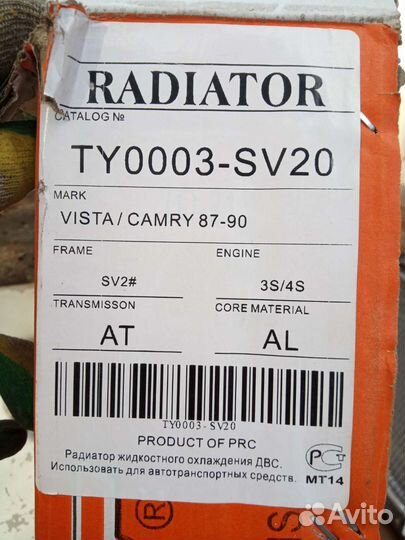 RADIATOR
CATALOG №
TY0003-SV20
MARK
VISTA / CAMRY 87-90
FRAME ENGINE
SV2# 3S/4S
TRANSMISSON CORE MATERIAL
AT AL
TY0003-SV20
PRODUCT OF PRC
Радиатор жидкостного охлаждения ДВС.
Использовать для автотранспортных средств.
МТ14
®
Avito